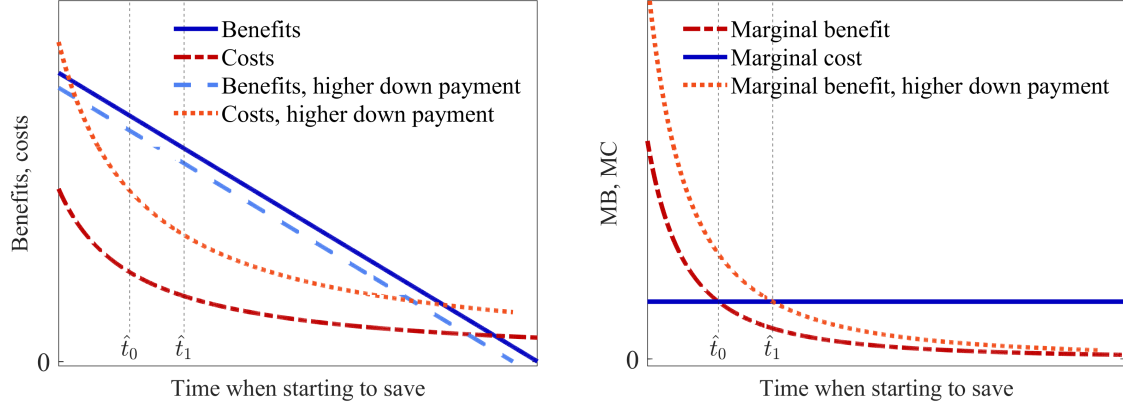 Benefits
Costs
Benefits, higher down payment
Costs, higher down payment
Benefits, costs
0
t̂₀
t̂₁
Time when starting to save
Marginal benefit
Marginal cost
Marginal benefit, higher down payment
MB, MC
0
t̂₀
t̂₁
Time when starting to save